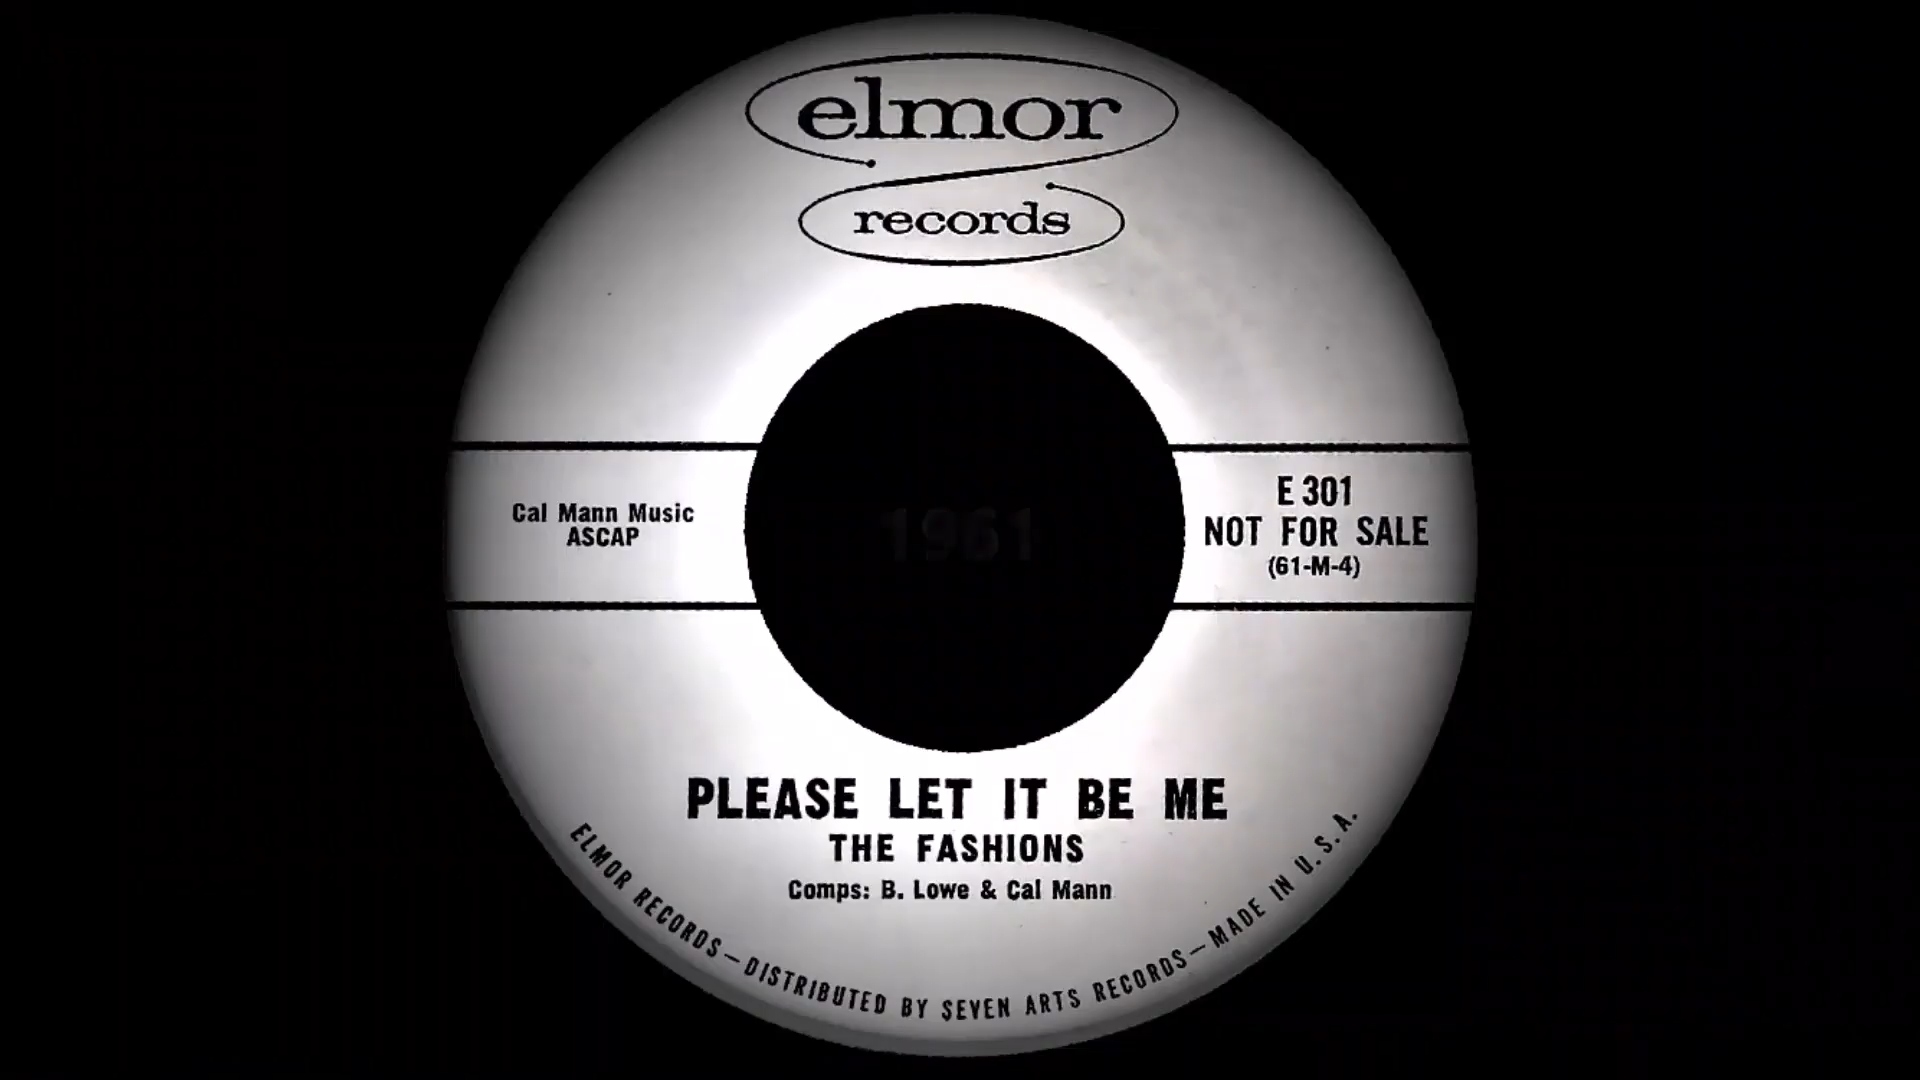 elmor
records
Cal Mann Music
ASCAP
E 301
NOT FOR SALE
(61-M-4)
1961
PLEASE LET IT BE ME
THE FASHIONS
Comps: B. Lowe & Cal Mann
ELMOR RECORDS—DISTRIBUTED BY SEVEN ARTS RECORDS—MADE IN U.S.A.